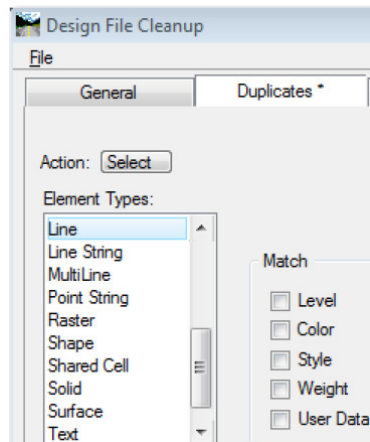 Design File Cleanup
File
General
Duplicates *
Action: Select
Element Types:
Line
Line String
MultiLine
Point String
Raster
Shape
Shared Cell
Solid
Surface
Text
Match
Level
Color
Style
Weight
User Data